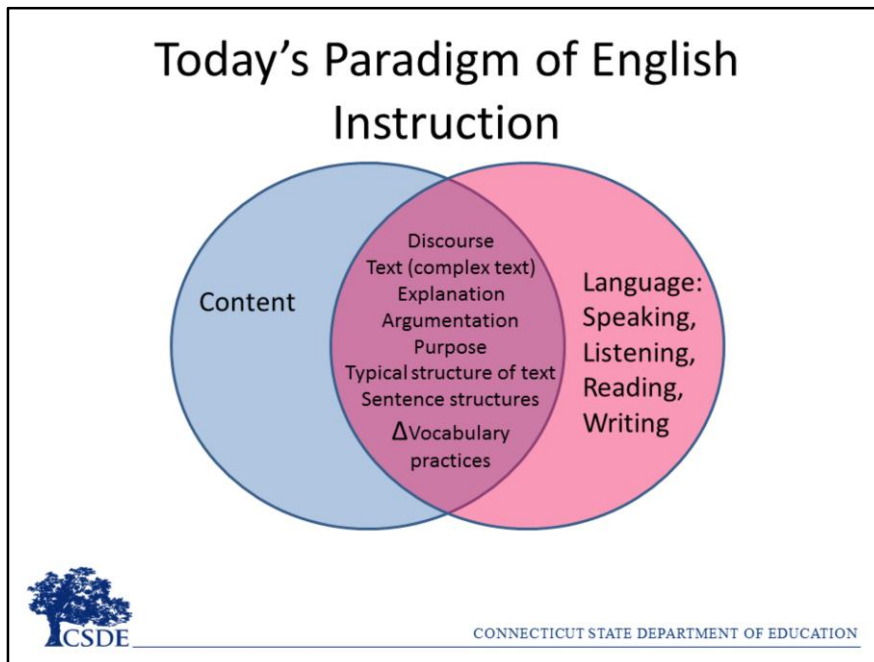 Today's Paradigm of English
Instruction
Content
Discourse
Text (complex text)
Explanation
Argumentation
Purpose
Typical structure of text
Sentence structures
ΔVocabulary
practices
Language:
Speaking,
Listening,
Reading,
Writing
CSDE
CONNECTICUT STATE DEPARTMENT OF EDUCATION